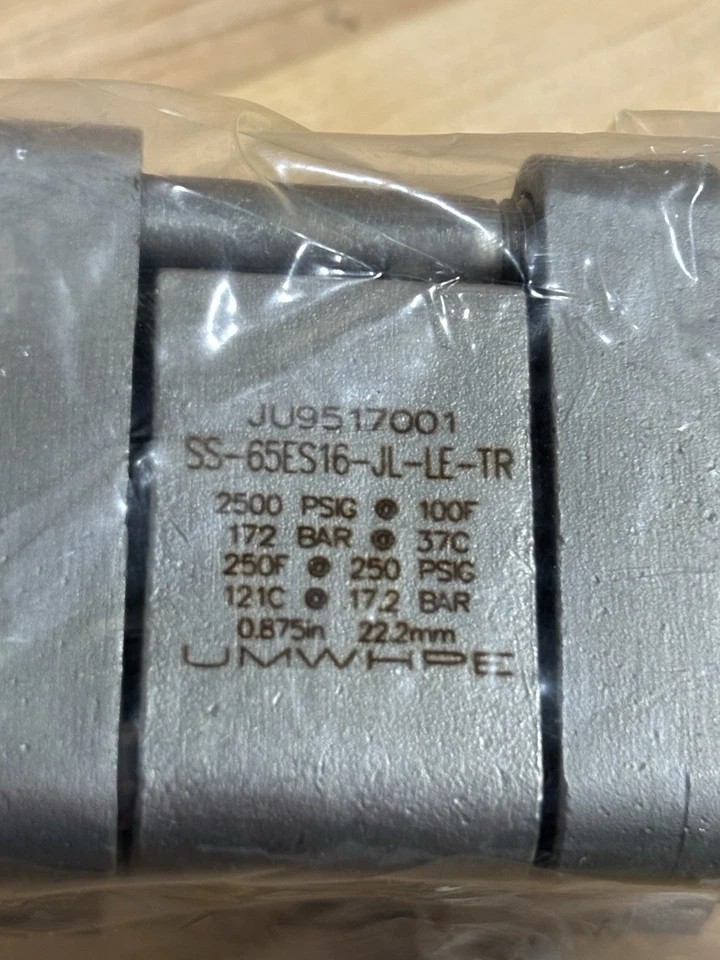 JU9517001
SS-65ES16-JL-LE-TR
2500 PSIG @ 100F
172 BAR @ 37C
250F @ 250 PSIG
121C @ 17.2 BAR
0.875in 22.2mm
UMWHPE